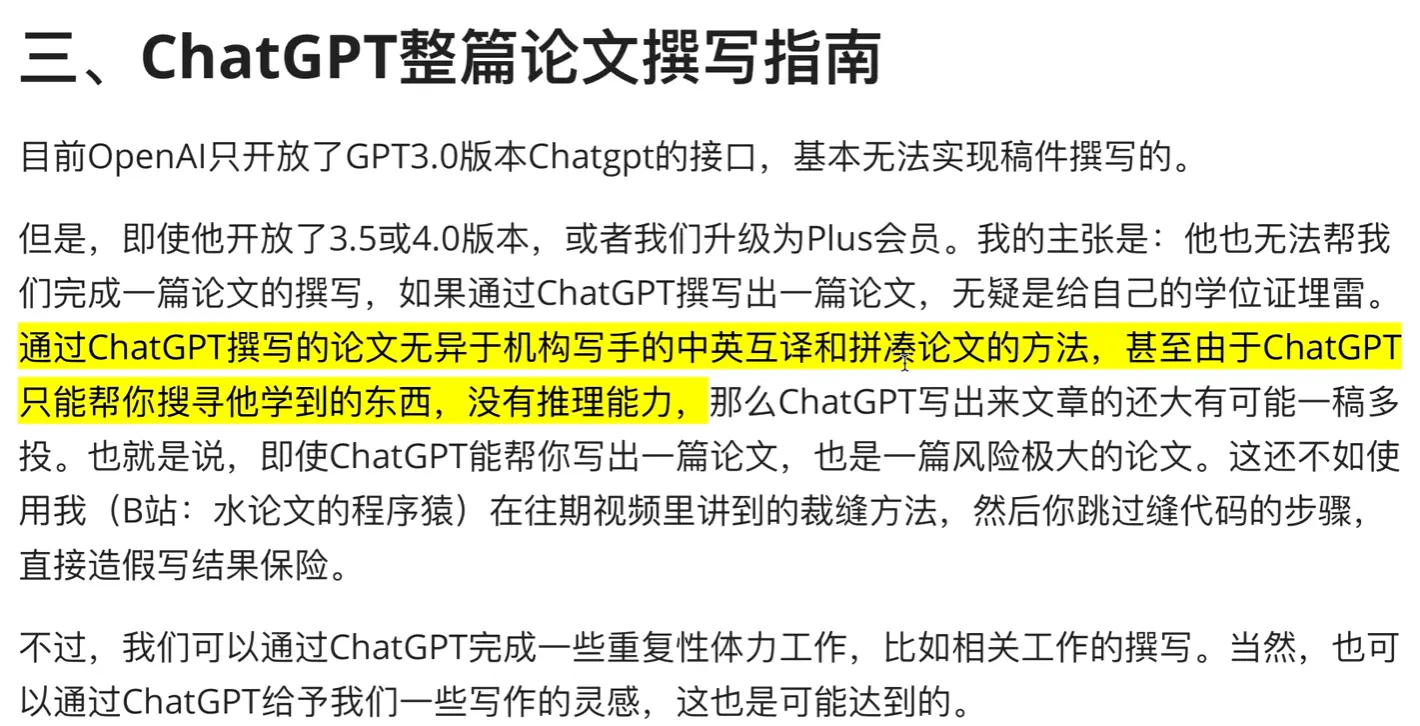 三、ChatGPT整篇论文撰写指南
目前OpenAI只开放了GPT3.0版本Chatgpt的接口，基本无法实现稿件撰写的。
但是，即使他开放了3.5或4.0版本，或者我们升级为Plus会员。我的主张是：他也无法帮我
们完成一篇论文的撰写，如果通过ChatGPT撰写出一篇论文，无疑是给自己的学位证埋雷。
通过ChatGPT撰写的论文无异于机构写手的中英互译和拼凑论文的方法，甚至由于ChatGPT
只能帮你搜寻他学到的东西，没有推理能力，那么ChatGPT写出来文章的还大有可能一稿多
投。也就是说，即使ChatGPT能帮你写出一篇论文，也是一篇风险极大的论文。这还不如使
用我（B站：水论文的程序猿）在往期视频里讲到的裁缝方法，然后你跳过缝代码的步骤，
直接造假写结果保险。
不过，我们可以通过ChatGPT完成一些重复性体力工作，比如相关工作的撰写。当然，也可
以通过ChatGPT给予我们一些写作的灵感，这也是可能达到的。